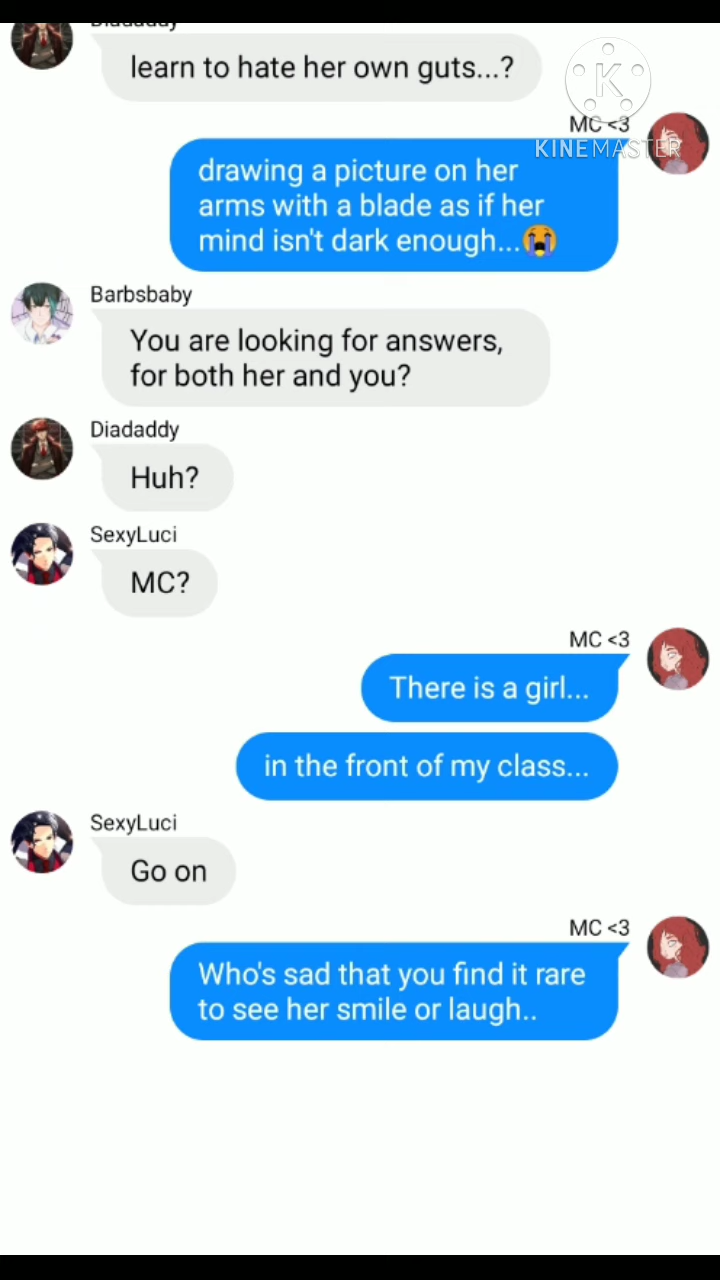 Diadaddy
learn to hate her own guts...?
K
KINEMASTER
MC <3
drawing a picture on her
arms with a blade as if her
mind isn't dark enough...😭
Barbsbaby
You are looking for answers,
for both her and you?
Diadaddy
Huh?
SexyLuci
MC?
MC <3
There is a girl...
in the front of my class...
SexyLuci
Go on
MC <3
Who's sad that you find it rare
to see her smile or laugh..